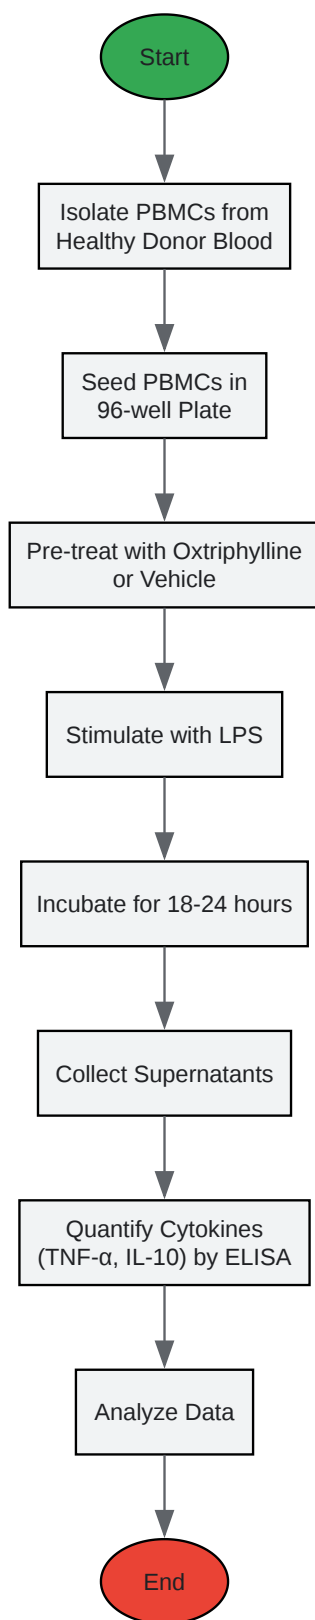 Start
Isolate PBMCs from
Healthy Donor Blood
Seed PBMCs in
96-well Plate
Pre-treat with Oxtriphylline
or Vehicle
Stimulate with LPS
Incubate for 18-24 hours
Collect Supernatants
Quantify Cytokines
(TNF-α, IL-10) by ELISA
Analyze Data
End